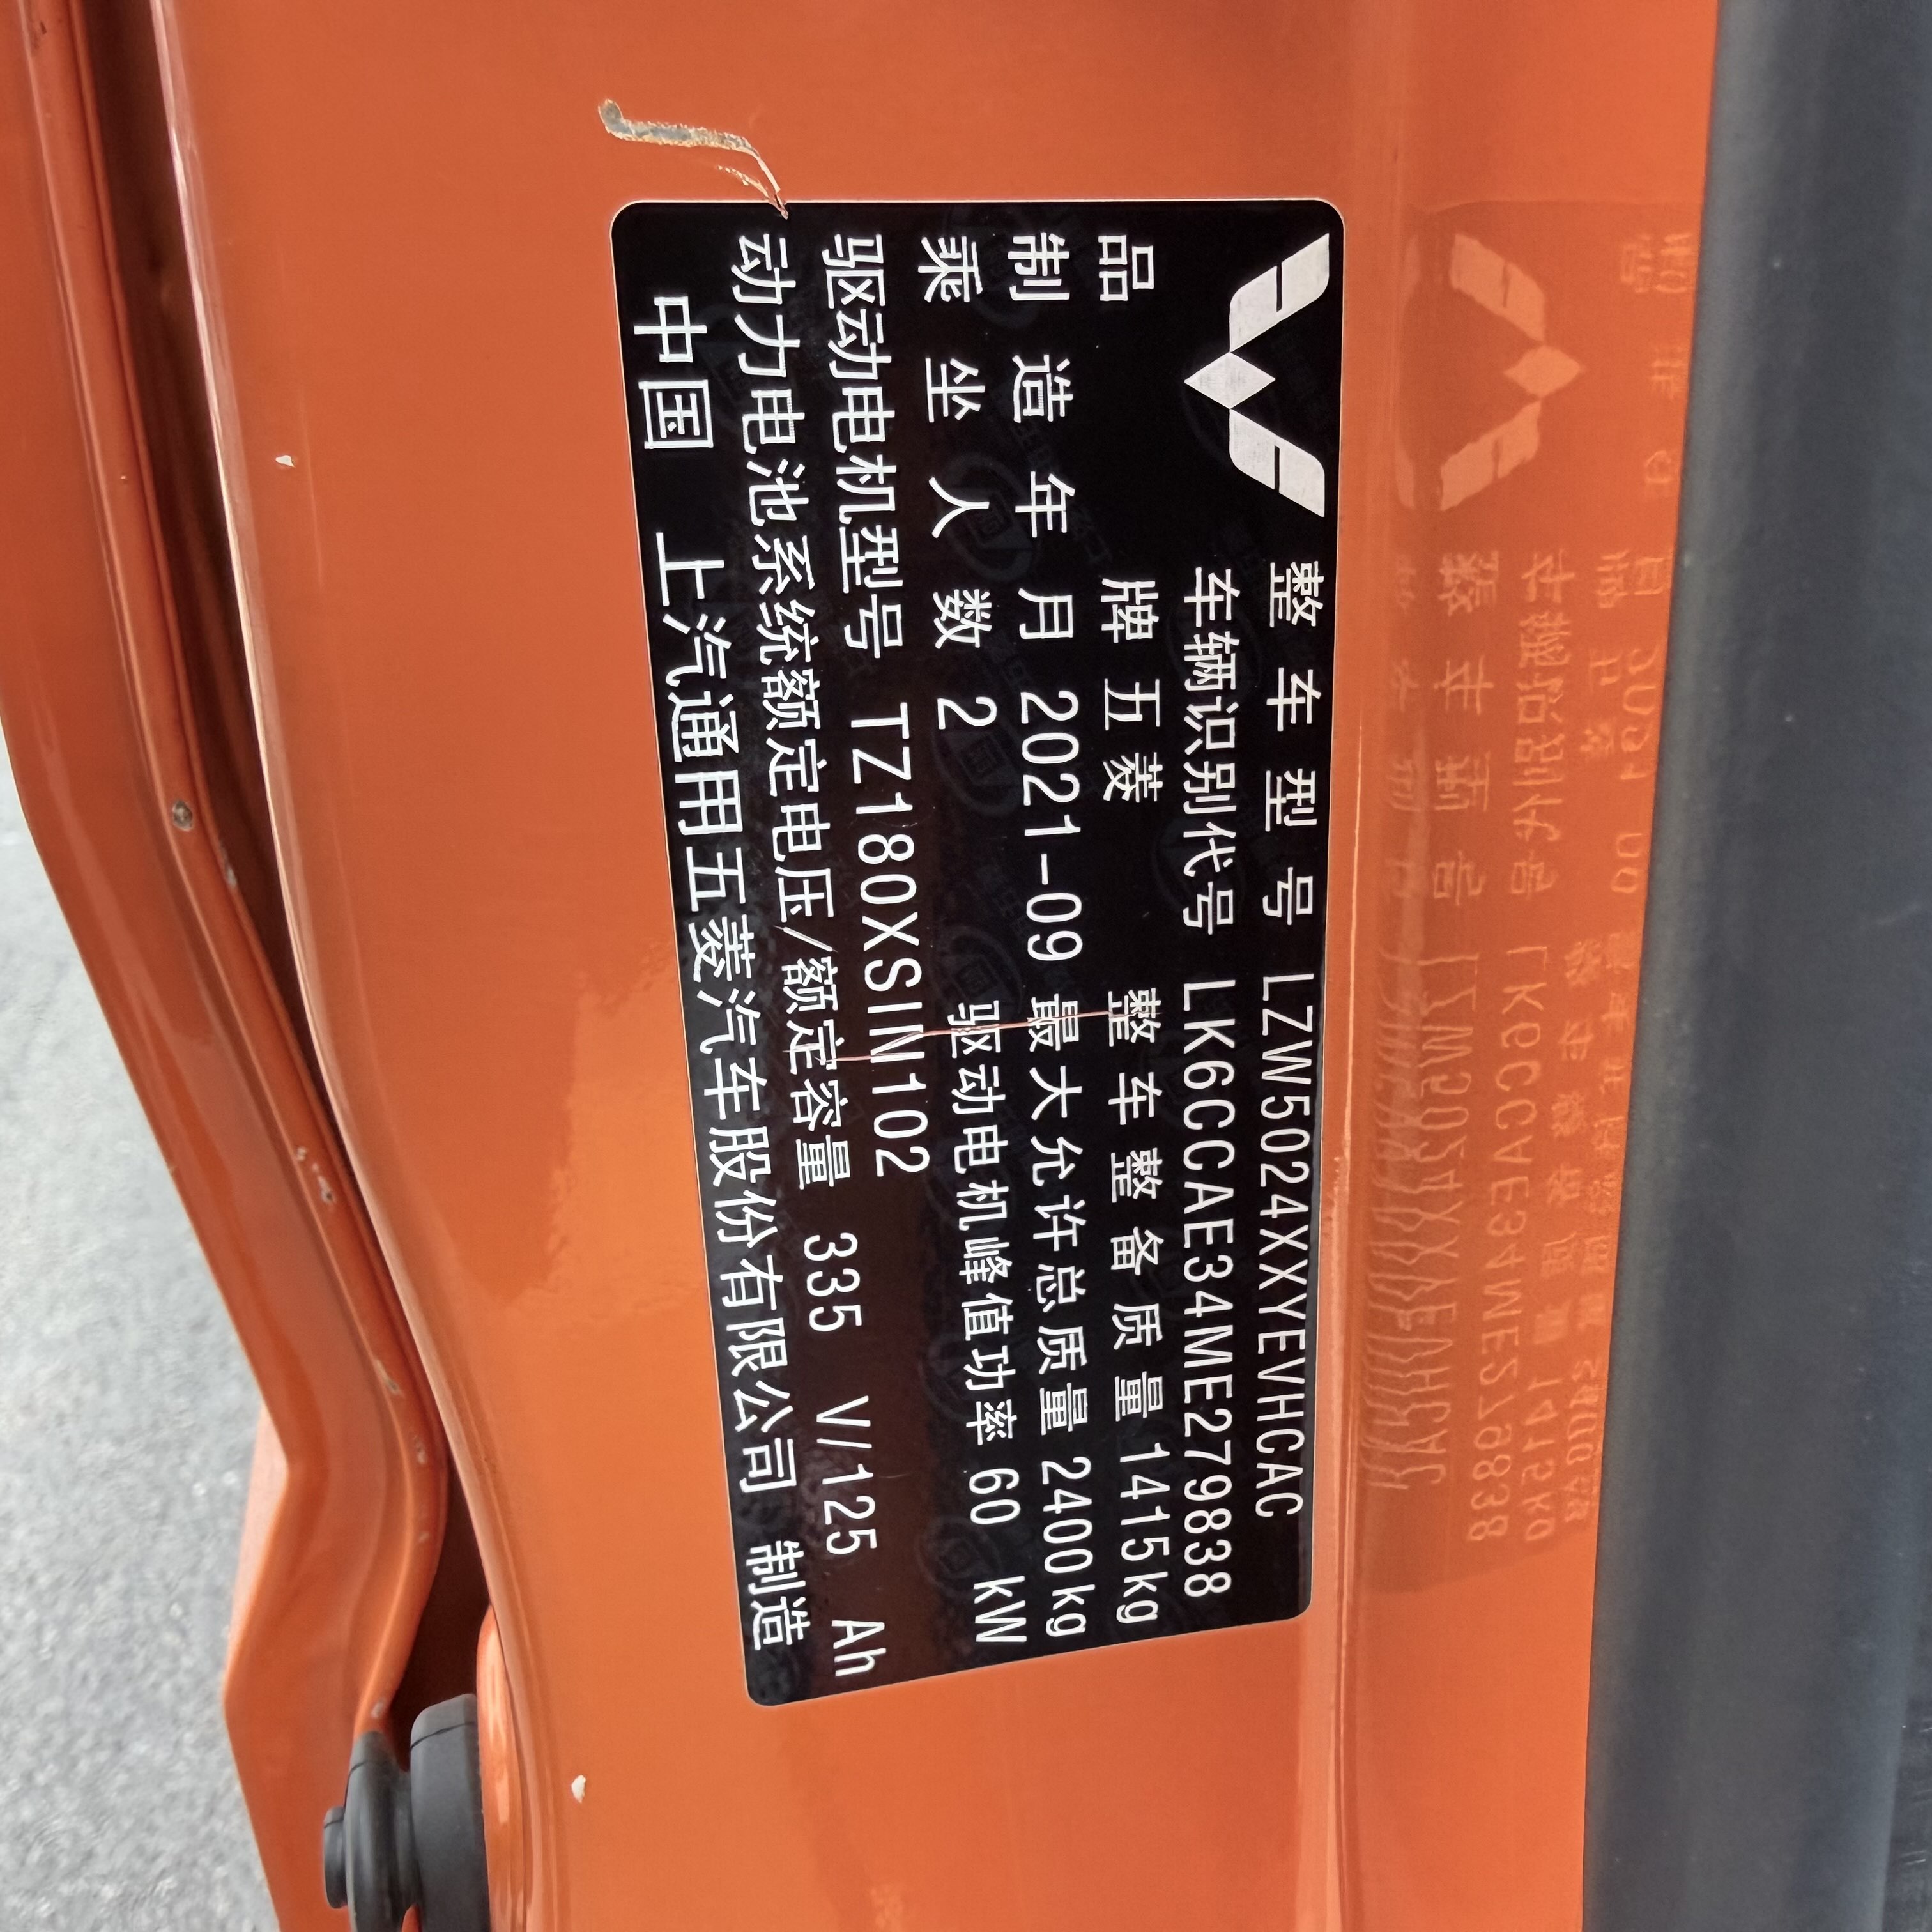 整车型号 LZW5024XXYEVHCAC
车辆识别代号 LK6CCAE34ME279838
品牌 五菱 整车整备质量 1415kg
制造年月 2021-09 最大允许总质量 2400kg
乘坐人数 2 驱动电机峰值功率 60 kW
驱动电机型号 TZ180XSIN102
动力电池系统额定电压/额定容量 335 V/125 Ah
中国 上汽通用五菱汽车股份有限公司 制造